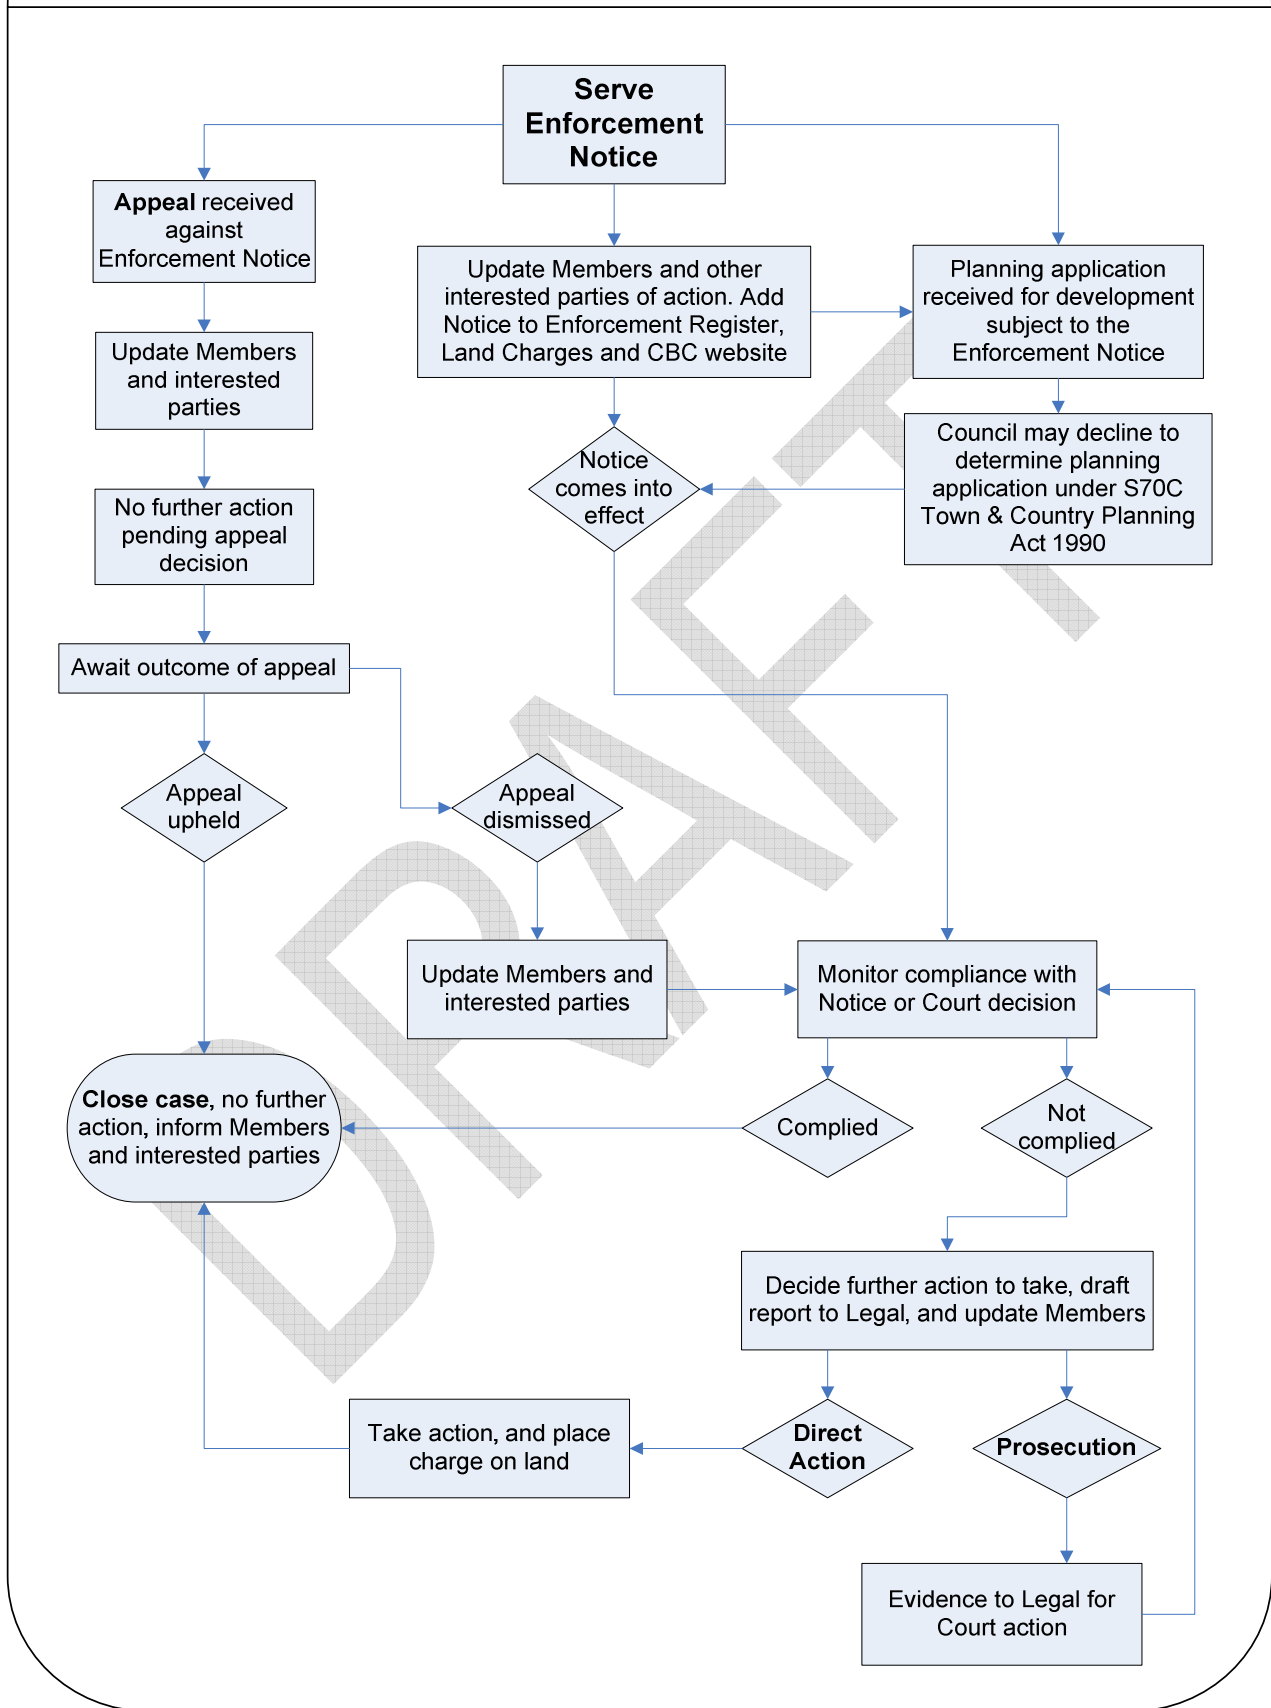 Serve
Enforcement
Notice
Appeal received
against
Enforcement Notice
Update Members and other
interested parties of action. Add
Notice to Enforcement Register,
Land Charges and CBC website
Planning application
received for development
subject to the
Enforcement Notice
Update Members
and interested
parties
Notice
comes into
effect
Council may decline to
determine planning
application under S70C
Town & Country Planning
Act 1990
No further action
pending appeal
decision
Await outcome of appeal
Appeal
upheld
Appeal
dismissed
Update Members and
interested parties
Monitor compliance with
Notice or Court decision
Close case, no further
action, inform Members
and interested parties
Complied
Not
complied
Decide further action to take, draft
report to Legal, and update Members
Take action, and place
charge on land
Direct
Action
Prosecution
Evidence to Legal for
Court action
DRAFT